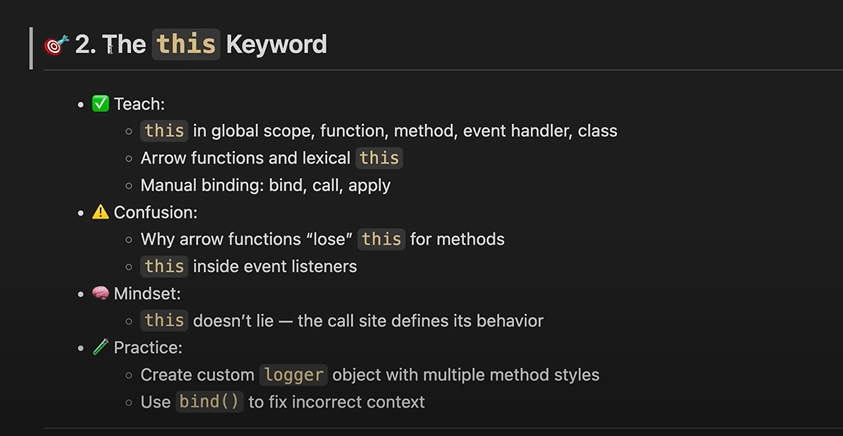 🎯 2. The this Keyword
✅ Teach:
this in global scope, function, method, event handler, class
Arrow functions and lexical this
Manual binding: bind, call, apply
⚠️ Confusion:
Why arrow functions “lose” this for methods
this inside event listeners
🧠 Mindset:
this doesn’t lie — the call site defines its behavior
🧪 Practice:
Create custom logger object with multiple method styles
Use bind() to fix incorrect context